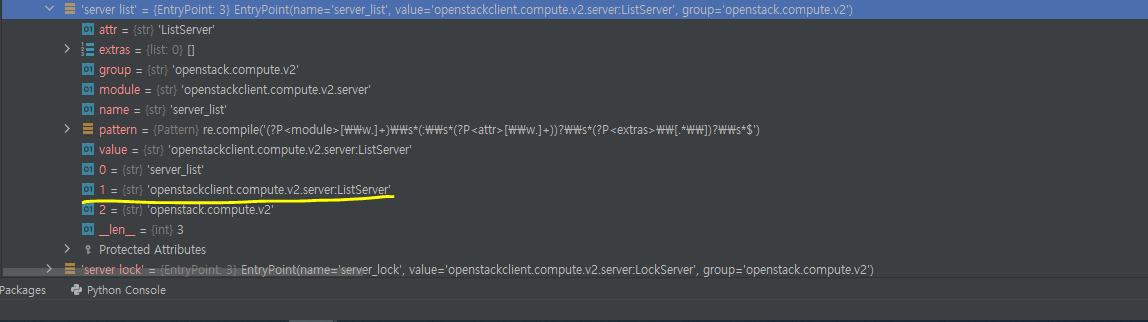 'server list' = {EntryPoint: 3} EntryPoint(name='server_list', value='openstackclient.compute.v2.server:ListServer', group='openstack.compute.v2')
01 attr = {str} 'ListServer'
extras = {list: 0} []
01 group = {str} 'openstack.compute.v2'
01 module = {str} 'openstackclient.compute.v2.server'
01 name = {str} 'server_list'
pattern = {Pattern} re.compile('(?P<module>[₩₩w.]+)₩₩s*(:₩₩s*(?P<attr>[₩₩w.]+))?₩₩s*(?P<extras>₩₩[.*₩₩])?₩₩s*$')
01 value = {str} 'openstackclient.compute.v2.server:ListServer'
01 0 = {str} 'server_list'
01 1 = {str} 'openstackclient.compute.v2.server:ListServer'
01 2 = {str} 'openstack.compute.v2'
01 __len__ = {int} 3
Protected Attributes
'server lock' = {EntryPoint: 3} EntryPoint(name='server_lock', value='openstackclient.compute.v2.server:LockServer', group='openstack.compute.v2')
Packages Python Console